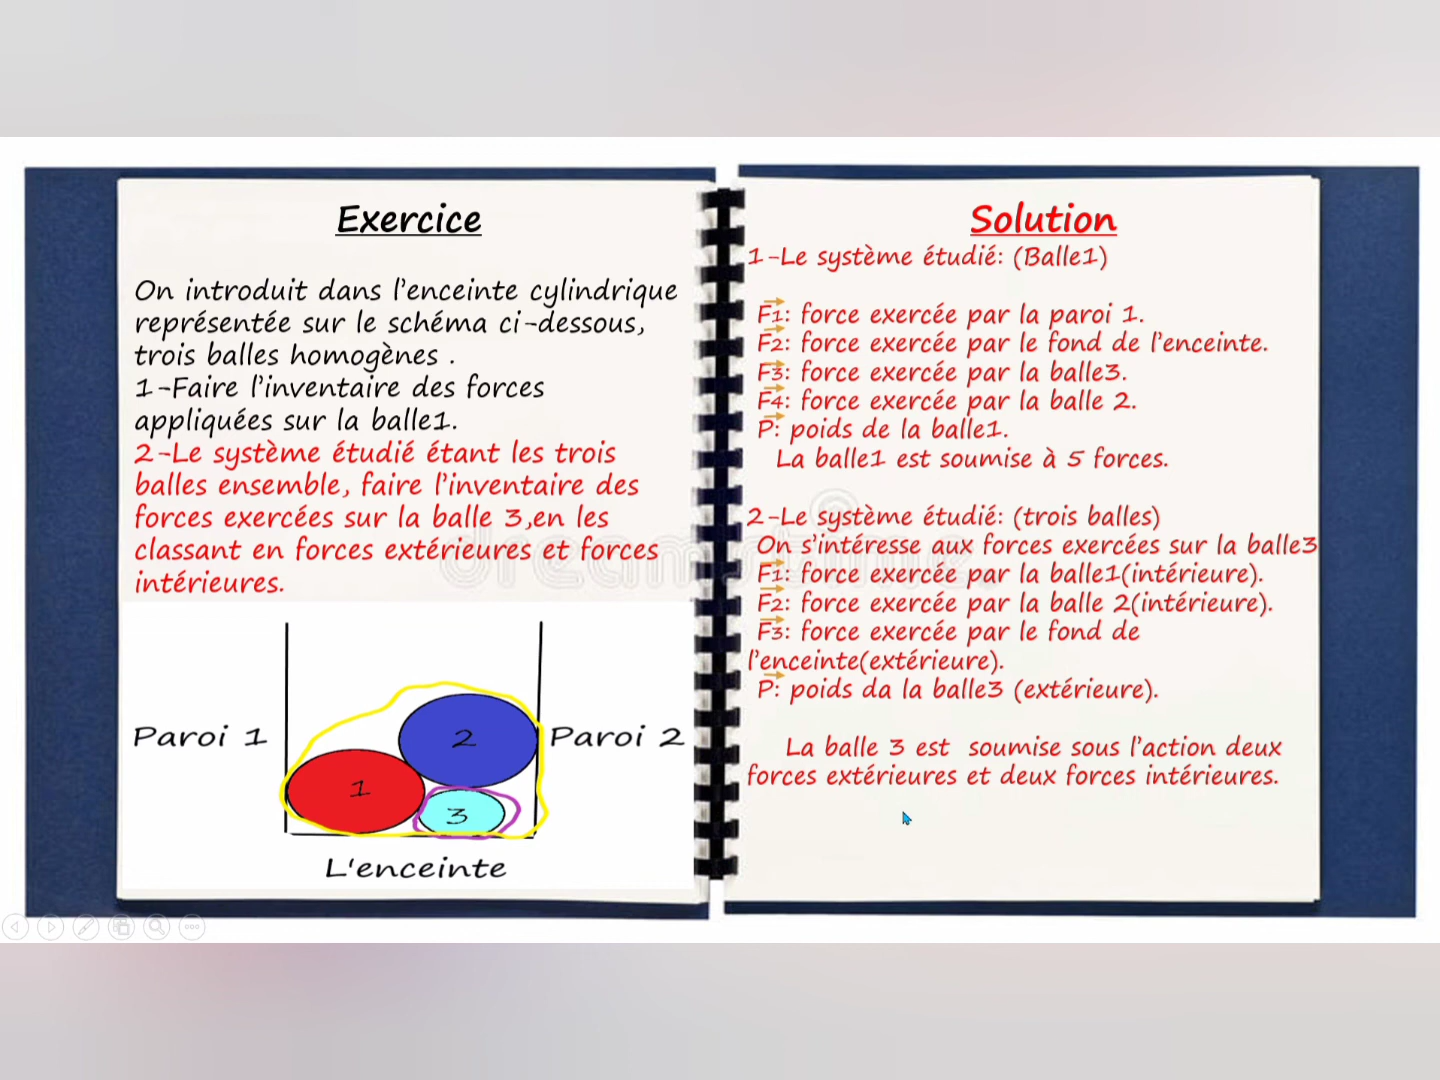 Exercice
On introduit dans l'enceinte cylindrique
représentée sur le schéma ci-dessous,
trois balles homogènes .
1-Faire l'inventaire des forces
appliquées sur la balle1.
2-Le système étudié étant les trois
balles ensemble, faire l'inventaire des
forces exercées sur la balle 3,en les
classant en forces extérieures et forces
intérieures.
Paroi 1
2
Paroi 2
1
3
L'enceinte
Solution
1-Le système étudié: (Balle1)
F1: force exercée par la paroi 1.
F2: force exercée par le fond de l'enceinte.
F3: force exercée par la balle3.
F4: force exercée par la balle 2.
P: poids de la balle1.
La balle1 est soumise à 5 forces.
2-Le système étudié: (trois balles)
On s'intéresse aux forces exercées sur la balle3
F1: force exercée par la balle1(intérieure).
F2: force exercée par la balle 2(intérieure).
F3: force exercée par le fond de
l'enceinte(extérieure).
P: poids da la balle3 (extérieure).
La balle 3 est soumise sous l'action deux
forces extérieures et deux forces intérieures.
dreamstime